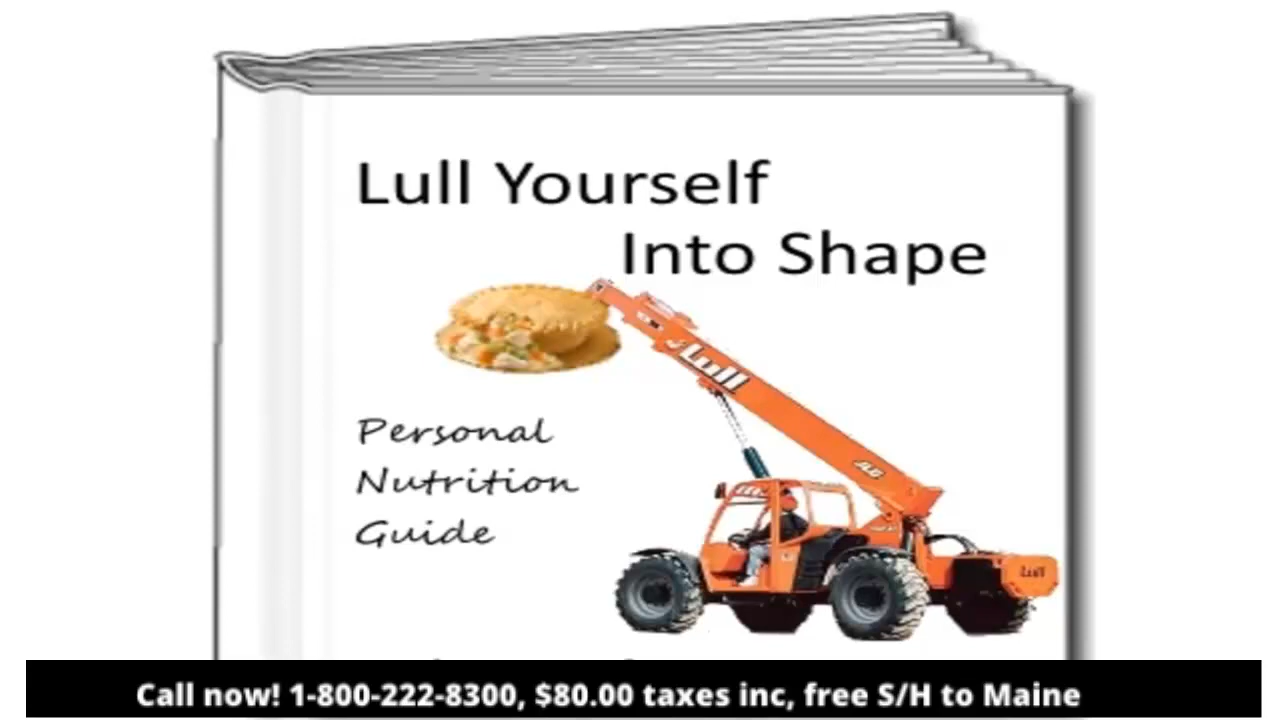 Lull Yourself
Into Shape
Lull
JLG
Personal
Nutrition
Guide
Lull
Call now! 1-800-222-8300, $80.00 taxes inc, free S/H to Maine